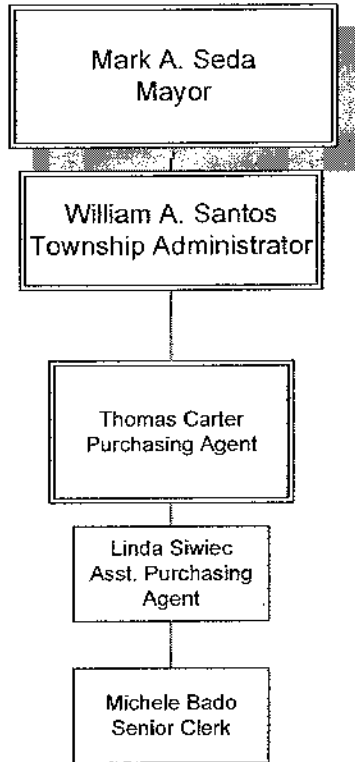 Mark A. Seda
Mayor
William A. Santos
Township Administrator
Thomas Carter
Purchasing Agent
Linda Siwiec
Asst. Purchasing
Agent
Michele Bado
Senior Clerk